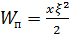 Wп = xξ²/2